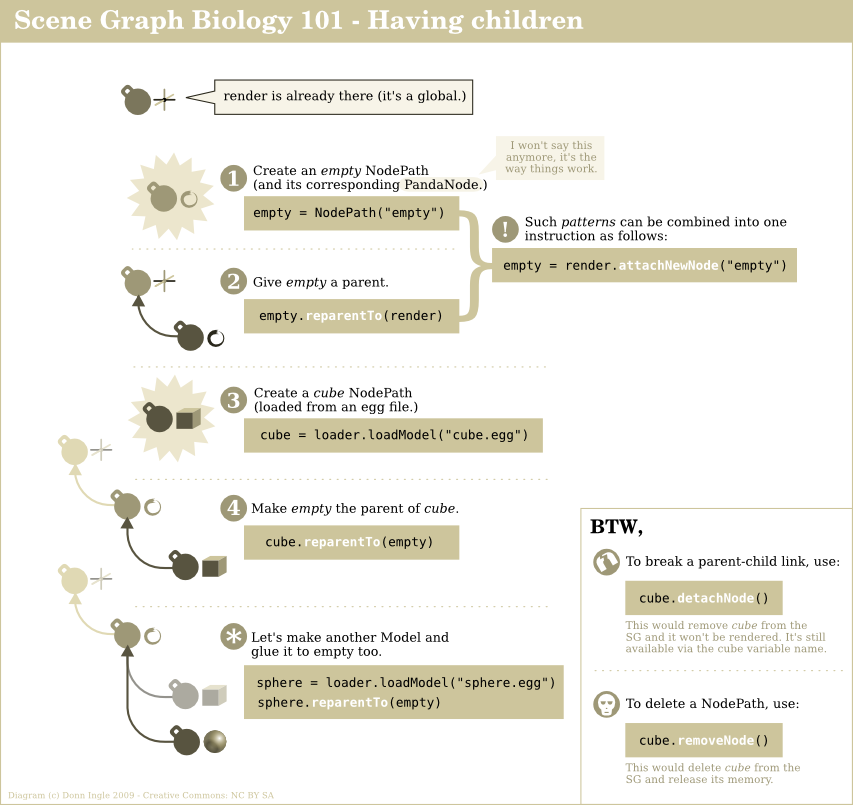 Scene Graph Biology 101 - Having children
render is already there (it's a global.)
I won't say this
anymore, it's the
way things work.
1
Create an empty NodePath
(and its corresponding PandaNode.)
empty = NodePath("empty")
!
Such patterns can be combined into one
instruction as follows:
empty = render.attachNewNode("empty")
2
Give empty a parent.
empty.reparentTo(render)
3
Create a cube NodePath
(loaded from an egg file.)
cube = loader.loadModel("cube.egg")
4
Make empty the parent of cube.
cube.reparentTo(empty)
*
Let's make another Model and
glue it to empty too.
sphere = loader.loadModel("sphere.egg")
sphere.reparentTo(empty)
BTW,
To break a parent-child link, use:
cube.detachNode()
This would remove cube from the
SG and it won't be rendered. It's still
available via the cube variable name.
To delete a NodePath, use:
cube.removeNode()
This would delete cube from the
SG and release its memory.
Diagram (c) Donn Ingle 2009 - Creative Commons: NC BY SA